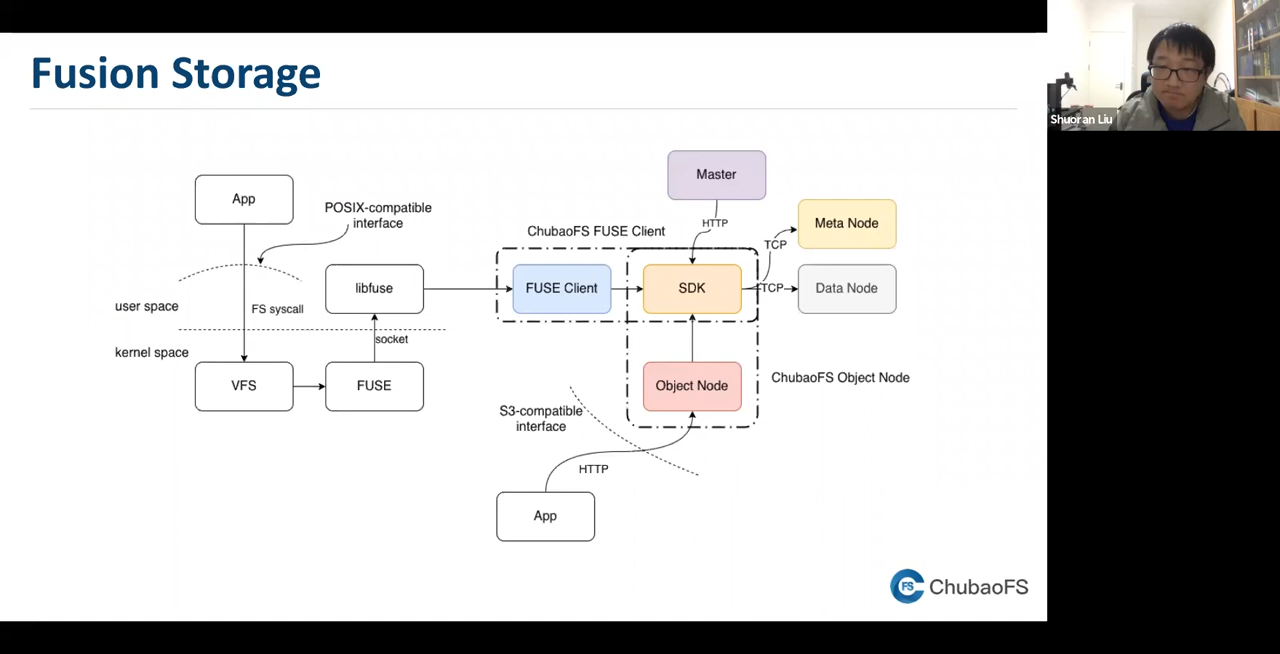 Fusion Storage
Shuoran Liu
Master
App
POSIX-compatible
interface
HTTP
Meta Node
ChubaoFS FUSE Client
TCP
libfuse
FUSE Client
SDK
TCP
Data Node
user space
FS syscall
socket
kernel space
VFS
FUSE
Object Node
ChubaoFS Object Node
S3-compatible
interface
HTTP
App
FS
ChubaoFS